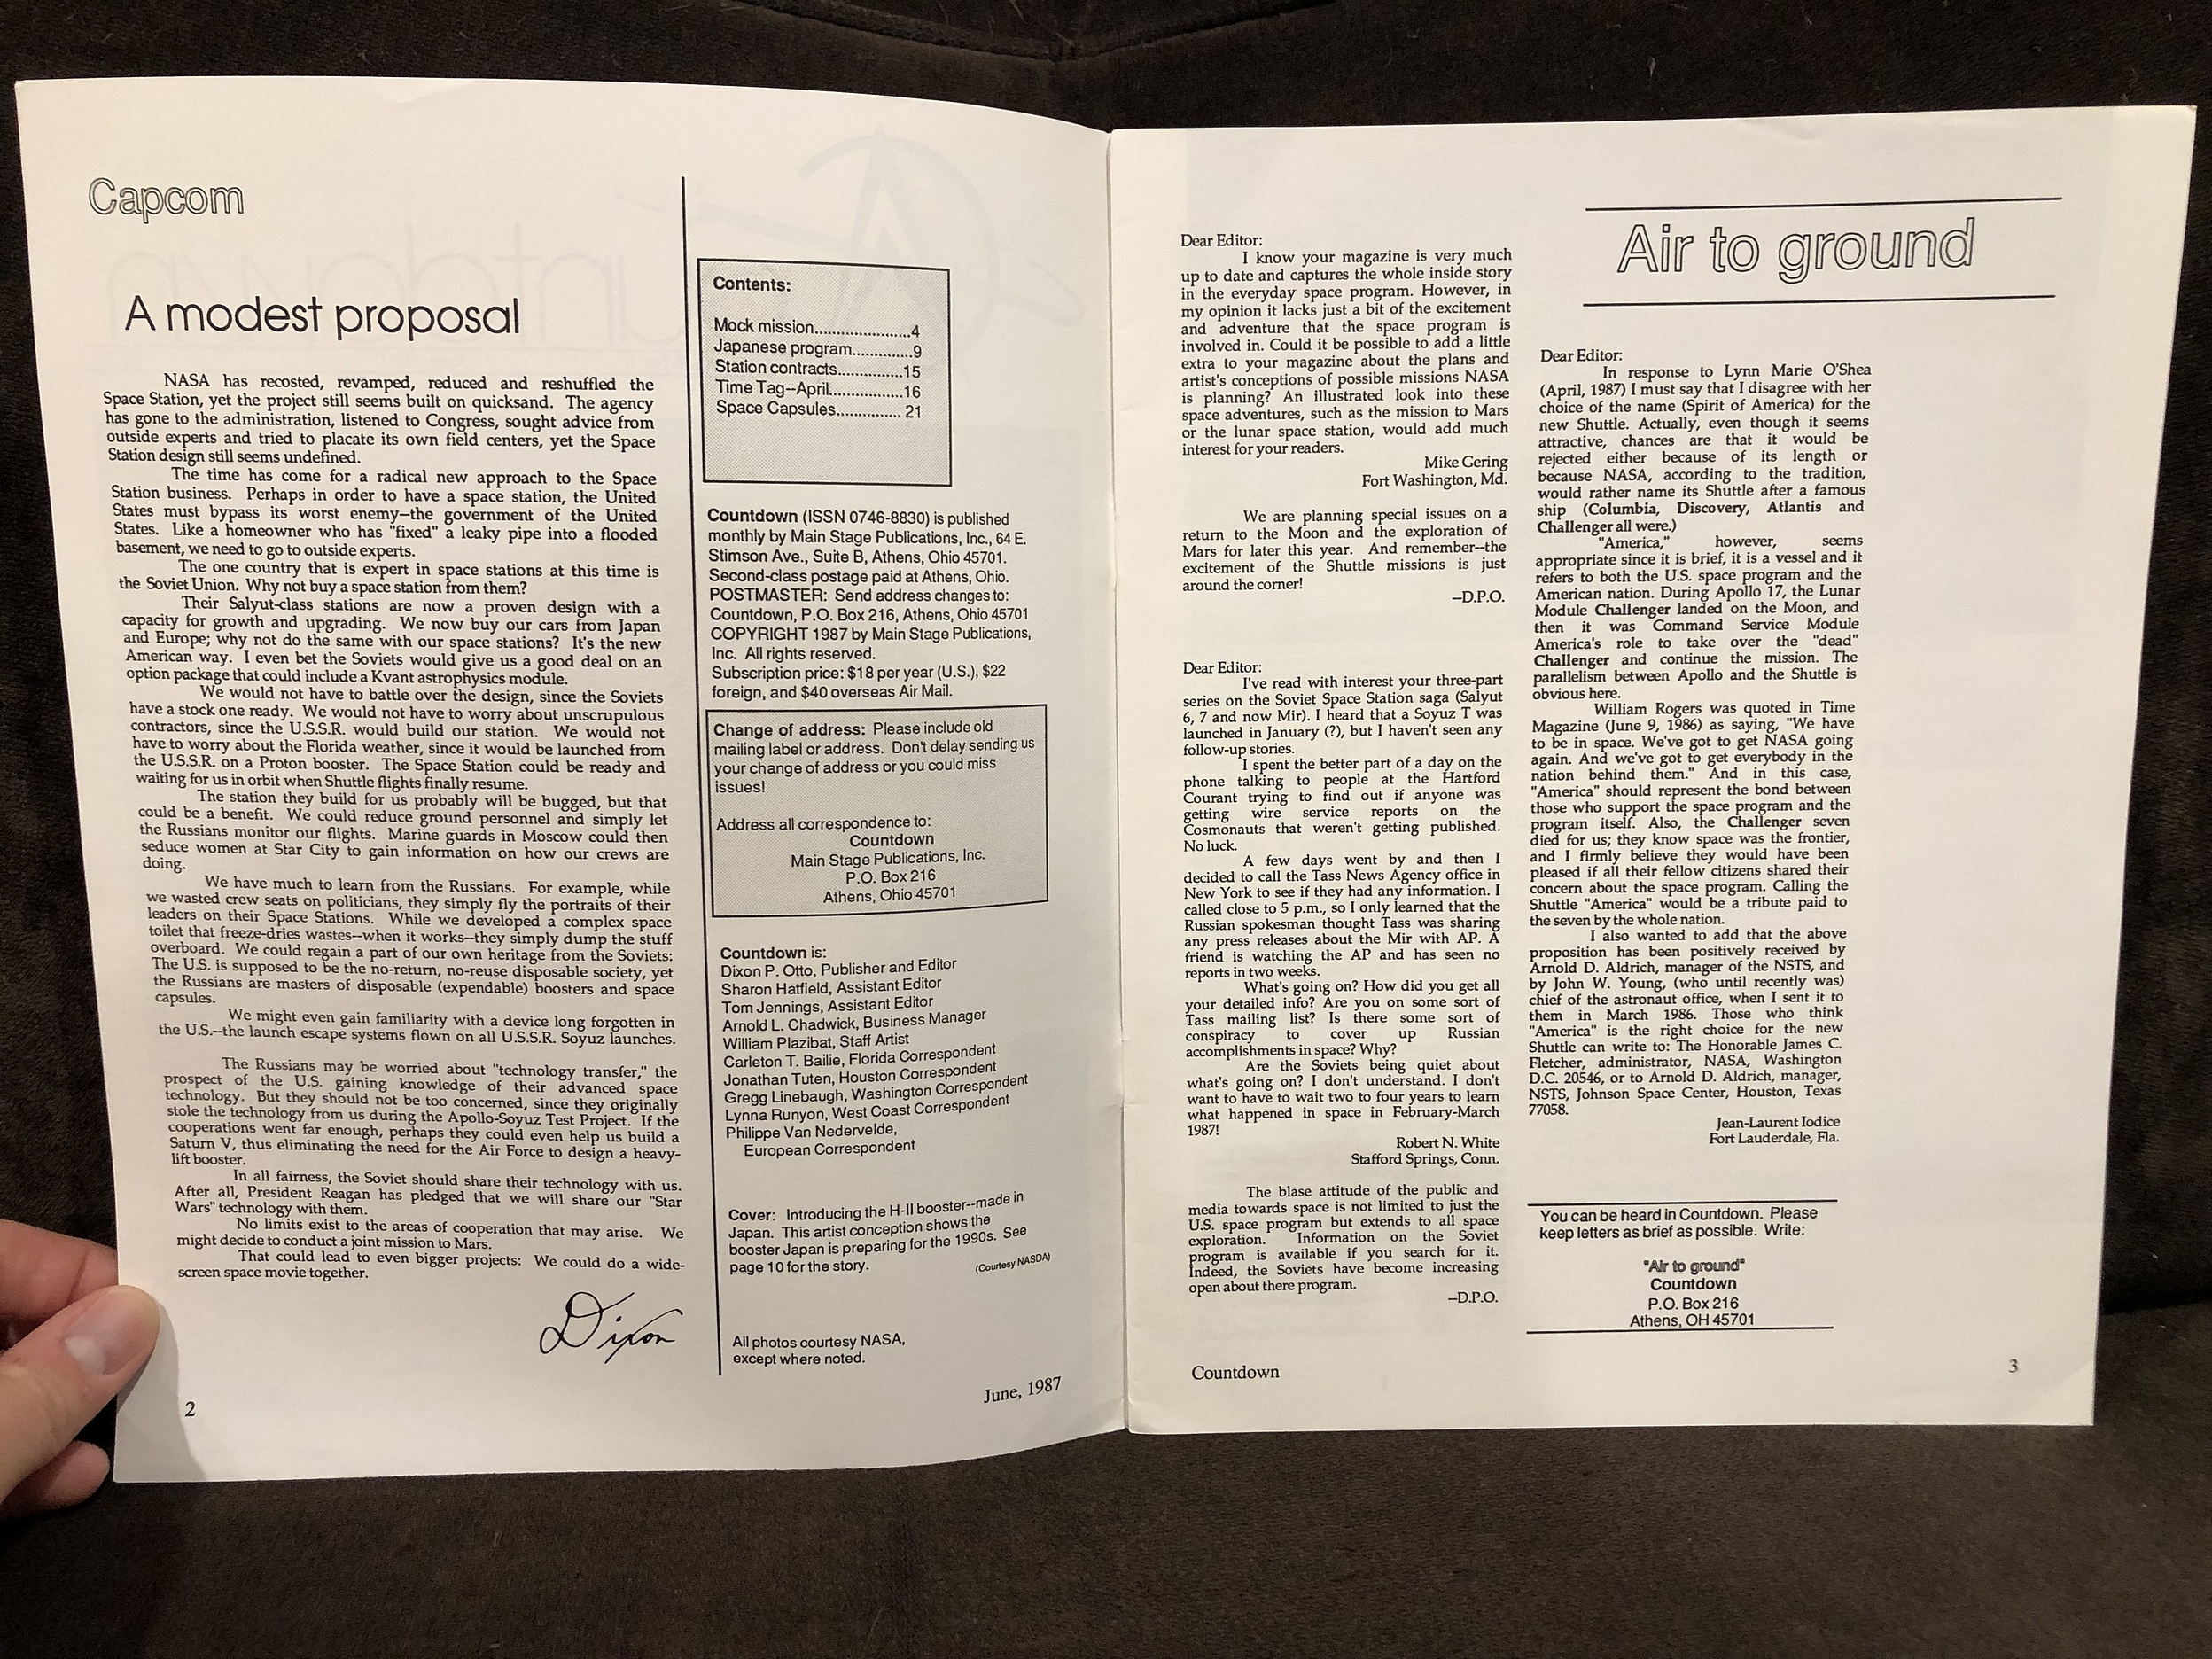 Capcom
A modest proposal
NASA has recosted, revamped, reduced and reshuffled the
Space Station, yet the project still seems built on quicksand. The agency
has gone to the administration, listened to Congress, sought advice from
outside experts and tried to placate its own field centers, yet the Space
Station design still seems undefined.
The time has come for a radical new approach to the Space
Station business. Perhaps in order to have a space station, the United
States must bypass its worst enemy--the government of the United
States. Like a homeowner who has "fixed" a leaky pipe into a flooded
basement, we need to go to outside experts.
The one country that is expert in space stations at this time is
the Soviet Union. Why not buy a space station from them?
Their Salyut-class stations are now a proven design with a
capacity for growth and upgrading. We now buy our cars from Japan
and Europe; why not do the same with our space stations? It's the new
American way. I even bet the Soviets would give us a good deal on an
option package that could include a Kvant astrophysics module.
We would not have to battle over the design, since the Soviets
have a stock one ready. We would not have to worry about unscrupulous
contractors, since the U.S.S.R. would build our station. We would not
have to worry about the Florida weather, since it would be launched from
the U.S.S.R. on a Proton booster. The Space Station could be ready and
waiting for us in orbit when Shuttle flights finally resume.
The station they build for us probably will be bugged, but that
could be a benefit. We could reduce ground personnel and simply let
the Russians monitor our flights. Marine guards in Moscow could then
seduce women at Star City to gain information on how our crews are
doing.
We have much to learn from the Russians. For example, while
we wasted crew seats on politicians, they simply fly the portraits of their
leaders on their Space Stations. While we developed a complex space
toilet that freeze-dries wastes--when it works--they simply dump the stuff
overboard. We could regain a part of our own heritage from the Soviets:
The U.S. is supposed to be the no-return, no-reuse disposable society, yet
the Russians are masters of disposable (expendable) boosters and space
capsules.
We might even gain familiarity with a device long forgotten in
the U.S.--the launch escape systems flown on all U.S.S.R. Soyuz launches.
The Russians may be worried about "technology transfer," the
prospect of the U.S. gaining knowledge of their advanced space
technology. But they should not be too concerned, since they originally
stole the technology from us during the Apollo-Soyuz Test Project. If the
cooperations went far enough, perhaps they could even help us build a
Saturn V, thus eliminating the need for the Air Force to design a heavy-
lift booster.
In all fairness, the Soviet should share their technology with us.
After all, President Reagan has pledged that we will share our "Star
Wars" technology with them.
No limits exist to the areas of cooperation that may arise. We
might decide to conduct a joint mission to Mars.
That could lead to even bigger projects: We could do a wide-
screen space movie together.
Dixon
2
Contents:
Mock mission......................4
Japanese program..............9
Station contracts...............15
Time Tag--April.................16
Space Capsules............... 21
Countdown (ISSN 0746-8830) is published
monthly by Main Stage Publications, Inc., 64 E.
Stimson Ave., Suite B, Athens, Ohio 45701.
Second-class postage paid at Athens, Ohio.
POSTMASTER: Send address changes to:
Countdown, P.O. Box 216, Athens, Ohio 45701
COPYRIGHT 1987 by Main Stage Publications,
Inc. All rights reserved.
Subscription price: $18 per year (U.S.), $22
foreign, and $40 overseas Air Mail.
Change of address: Please include old
mailing label or address. Don't delay sending us
your change of address or you could miss
issues!
Address all correspondence to:
Countdown
Main Stage Publications, Inc.
P.O. Box 216
Athens, Ohio 45701
Countdown is:
Dixon P. Otto, Publisher and Editor
Sharon Hatfield, Assistant Editor
Tom Jennings, Assistant Editor
Arnold L. Chadwick, Business Manager
William Plazibat, Staff Artist
Carleton T. Bailie, Florida Correspondent
Jonathan Tuten, Houston Correspondent
Gregg Linebaugh, Washington Correspondent
Lynna Runyon, West Coast Correspondent
Philippe Van Nedervelde,
European Correspondent
Cover: Introducing the H-II booster--made in
Japan. This artist conception shows the
booster Japan is preparing for the 1990s. See
page 10 for the story.
(Courtesy NASDA)
All photos courtesy NASA,
except where noted.
June, 1987
Dear Editor:
I know your magazine is very much
up to date and captures the whole inside story
in the everyday space program. However, in
my opinion it lacks just a bit of the excitement
and adventure that the space program is
involved in. Could it be possible to add a little
extra to your magazine about the plans and
artist's conceptions of possible missions NASA
is planning? An illustrated look into these
space adventures, such as the mission to Mars
or the lunar space station, would add much
interest for your readers.
Mike Gering
Fort Washington, Md.
We are planning special issues on a
return to the Moon and the exploration of
Mars for later this year. And remember--the
excitement of the Shuttle missions is just
around the corner!
--D.P.O.
Dear Editor:
I've read with interest your three-part
series on the Soviet Space Station saga (Salyut
6, 7 and now Mir). I heard that a Soyuz T was
launched in January (?), but I haven't seen any
follow-up stories.
I spent the better part of a day on the
phone talking to people at the Hartford
Courant trying to find out if anyone was
getting wire service reports on the
Cosmonauts that weren't getting published.
No luck.
A few days went by and then I
decided to call the Tass News Agency office in
New York to see if they had any information. I
called close to 5 p.m., so I only learned that the
Russian spokesman thought Tass was sharing
any press releases about the Mir with AP. A
friend is watching the AP and has seen no
reports in two weeks.
What's going on? How did you get all
your detailed info? Are you on some sort of
Tass mailing list? Is there some sort of
conspiracy to cover up Russian
accomplishments in space? Why?
Are the Soviets being quiet about
what's going on? I don't understand. I don't
want to have to wait two to four years to learn
what happened in space in February-March
1987!
Robert N. White
Stafford Springs, Conn.
The blase attitude of the public and
media towards space is not limited to just the
U.S. space program but extends to all space
exploration. Information on the Soviet
program is available if you search for it.
Indeed, the Soviets have become increasing
open about there program.
--D.P.O.
Countdown
Air to ground
Dear Editor:
In response to Lynn Marie O'Shea
(April, 1987) I must say that I disagree with her
choice of the name (Spirit of America) for the
new Shuttle. Actually, even though it seems
attractive, chances are that it would be
rejected either because of its length or
because NASA, according to the tradition,
would rather name its Shuttle after a famous
ship (Columbia, Discovery, Atlantis and
Challenger all were.)
"America," however, seems
appropriate since it is brief, it is a vessel and it
refers to both the U.S. space program and the
American nation. During Apollo 17, the Lunar
Module Challenger landed on the Moon, and
then it was Command Service Module
America's role to take over the "dead"
Challenger and continue the mission. The
parallelism between Apollo and the Shuttle is
obvious here.
William Rogers was quoted in Time
Magazine (June 9, 1986) as saying, "We have
to be in space. We've got to get NASA going
again. And we've got to get everybody in the
nation behind them." And in this case,
"America" should represent the bond between
those who support the space program and the
program itself. Also, the Challenger seven
died for us; they know space was the frontier,
and I firmly believe they would have been
pleased if all their fellow citizens shared their
concern about the space program. Calling the
Shuttle "America" would be a tribute paid to
the seven by the whole nation.
I also wanted to add that the above
proposition has been positively received by
Arnold D. Aldrich, manager of the NSTS, and
by John W. Young, (who until recently was)
chief of the astronaut office, when I sent it to
them in March 1986. Those who think
"America" is the right choice for the new
Shuttle can write to: The Honorable James C.
Fletcher, administrator, NASA, Washington
D.C. 20546, or to Arnold D. Aldrich, manager,
NSTS, Johnson Space Center, Houston, Texas
77058.
Jean-Laurent Iodice
Fort Lauderdale, Fla.
You can be heard in Countdown. Please
keep letters as brief as possible. Write:
"Air to ground"
Countdown
P.O. Box 216
Athens, OH 45701
3